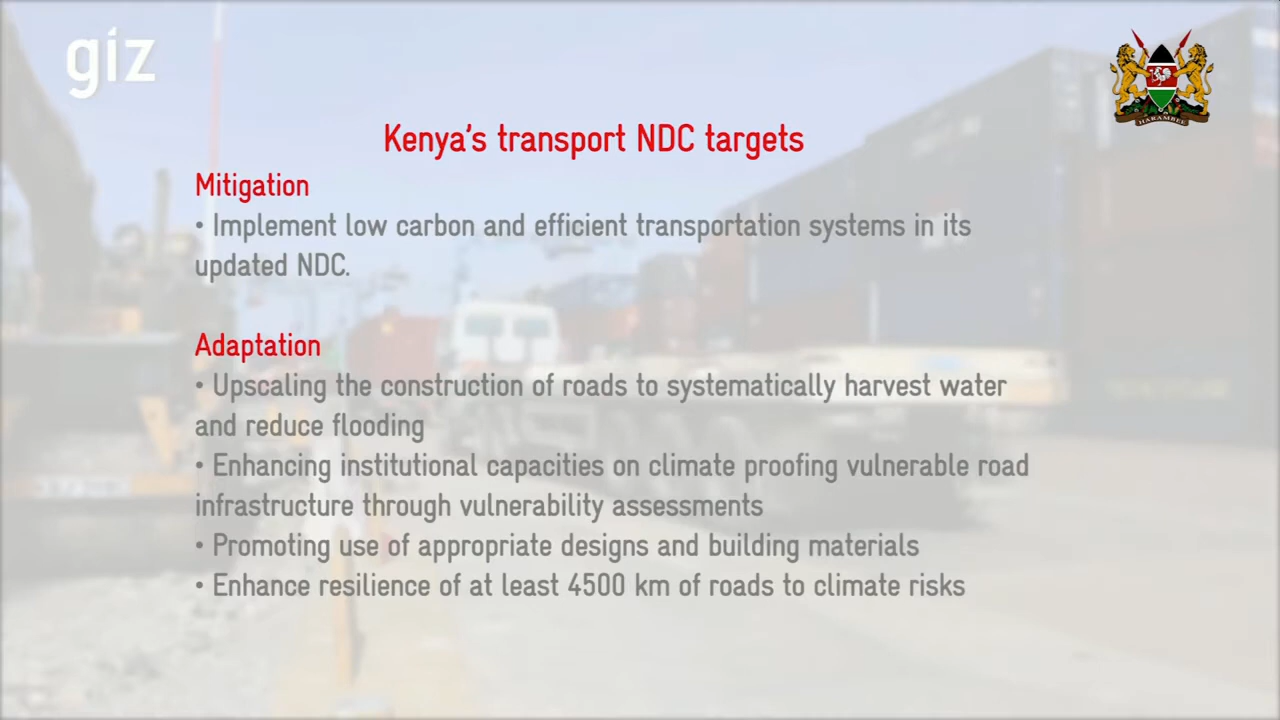 giz
HARAMBEE
Kenya's transport NDC targets
Mitigation
• Implement low carbon and efficient transportation systems in its
updated NDC.
Adaptation
• Upscaling the construction of roads to systematically harvest water
and reduce flooding
• Enhancing institutional capacities on climate proofing vulnerable road
infrastructure through vulnerability assessments
• Promoting use of appropriate designs and building materials
• Enhance resilience of at least 4500 km of roads to climate risks